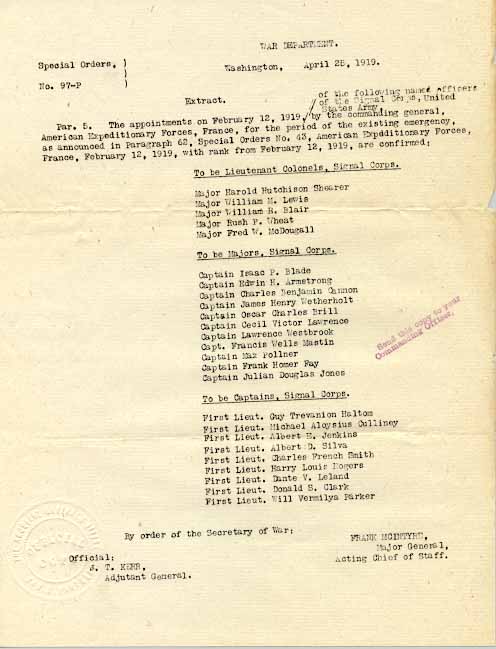 WAR DEPARTMENT.
Special Orders, )
Washington, April 25, 1919.
No. 97-P )
Extract.
of the following named officers
of the Signal Corps, United
States Army,
Par. 5. The appointments on February 12, 1919, by the commanding general,
American Expeditionary Forces, France, for the period of the existing emergency,
as announced in Paragraph 62, Special Orders No. 43, American Expeditionary Forces,
France, February 12, 1919, with rank from February 12, 1919, are confirmed:
To be Lieutenant Colonels, Signal Corps.
Major Harold Hutchison Shearer
Major William M. Lewis
Major William R. Blair
Major Rush P. Wheat
Major Fred W. McDougall
To be Majors, Signal Corps.
Captain Isaac P. Blade
Captain Edwin H. Armstrong
Captain Charles Benjamin Cannon
Captain James Henry Wetherholt
Captain Oscar Charles Brill
Captain Cecil Victor Lawrence
Captain Lawrence Westbrook
Capt. Francis Wells Mastin
Captain Max Pollner
Captain Frank Homer Fay
Captain Julian Douglas Jones
Send this copy to your
Commanding Officer.
To be Captains, Signal Corps.
First Lieut. Guy Trevanion Haltom
First Lieut. Michael Aloysius Culliney
First Lieut. Albert E. Jenkins
First Lieut. Albert D. Silva
First Lieut. Charles French Smith
First Lieut. Harry Louis Rogers
First Lieut. Dante V. Leland
First Lieut. Donald S. Clark
First Lieut. Will Vermilya Parker
By order of the Secretary of War:
FRANK MCINTYRE,
Major General,
Acting Chief of Staff.
Official:
J. T. KERR,
Adjutant General.
OFFICIAL
COPY